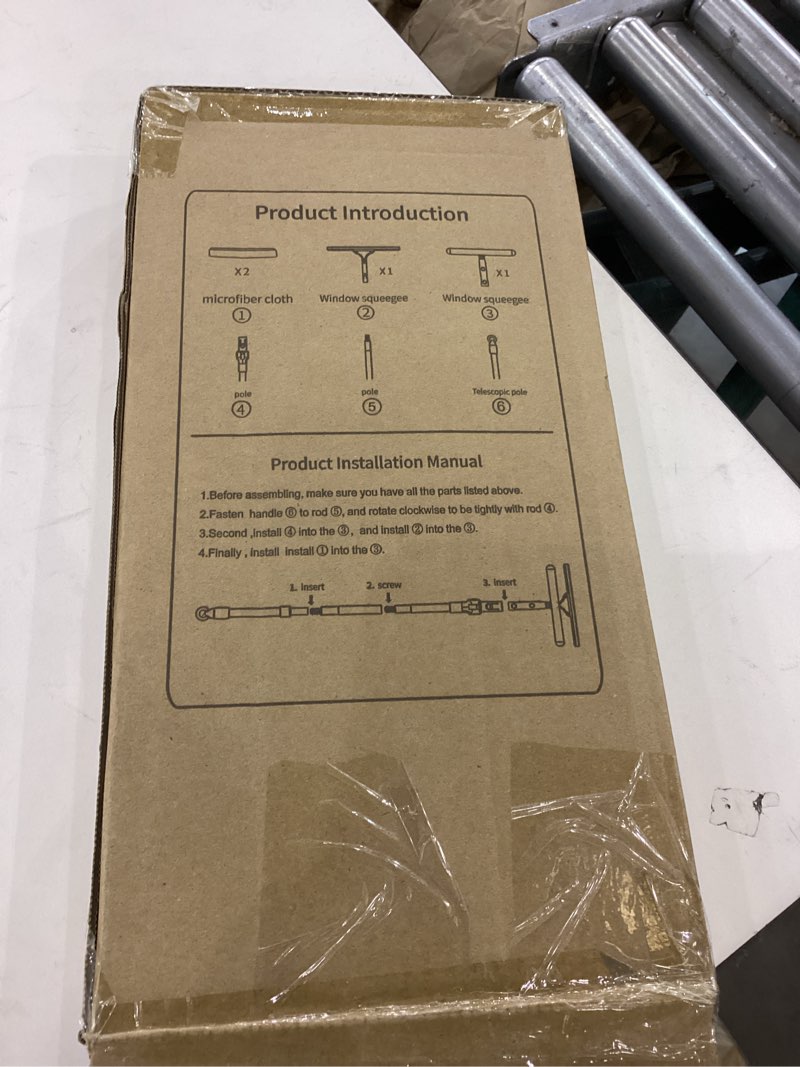 Product Introduction
X2 X1 X1
microfiber cloth Window squeegee Window squeegee
① ② ③
pole pole Telescopic pole
④ ⑤ ⑥
Product Installation Manual
1.Before assembling, make sure you have all the parts listed above.
2.Fasten handle ⑥ to rod ⑤, and rotate clockwise to be tightly with rod ④.
3.Second ,install ④ into the ③, and install ② into the ③.
4.Finally , install install ① into the ③.
1. insert 2. screw 3. insert